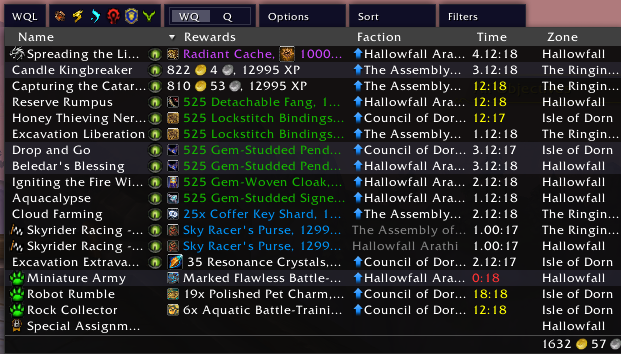 WQL WQ Q Options Sort Filters
Name Rewards Faction Time Zone
Spreading the Li... Radiant Cache, 1000... Hallowfall Ara... 4.12:18 Hallowfall
Candle Kingbreaker 822 4 , 12995 XP The Assembly... 3.12:18 The Ringin...
Capturing the Catar... 810 53 , 12995 XP The Assembly... 12:18 The Ringin...
Reserve Rumpus 525 Detachable Fang, 1... Hallowfall Ara... 12:18 Hallowfall
Honey Thieving Ner... 525 Lockstitch Bindings... Council of Dor... 12:17 Isle of Dorn
Excavation Liberation 525 Lockstitch Bindings... The Assembly... 1.12:18 The Ringin...
Drop and Go 525 Gem-Studded Pend... Council of Dor... 3.12:18 Isle of Dorn
Beledar's Blessing 525 Gem-Studded Pend... Hallowfall Ara... 3.12:18 Hallowfall
Igniting the Fire Wi... 525 Gem-Woven Cloak,... Hallowfall Ara... 2.12:18 Hallowfall
Aquacalypse 525 Gem-Studded Signe... Hallowfall Ara... 1.12:18 Hallowfall
Cloud Farming 25x Coffer Key Shard, 1... The Assembly... 2.12:18 The Ringin...
Skyrider Racing -... Sky Racer's Purse, 1299... The Assembly of... 1.00:17 The Ringin...
Skyrider Racing -... Sky Racer's Purse, 1299... Hallowfall Arathi 1.00:17 Hallowfall
Excavation Extrava... 35 Resonance Crystals,... Council of Dor... 2.12:17 Isle of Dorn
Miniature Army Marked Flawless Battle-... Hallowfall Ara... 0:18 Hallowfall
Robot Rumble 19x Polished Pet Charm,... Council of Dor... 18:18 Isle of Dorn
Rock Collector 6x Aquatic Battle-Traini... Council of Dor... 12:18 Isle of Dorn
Special Assignm... Hallowfall
1632 57